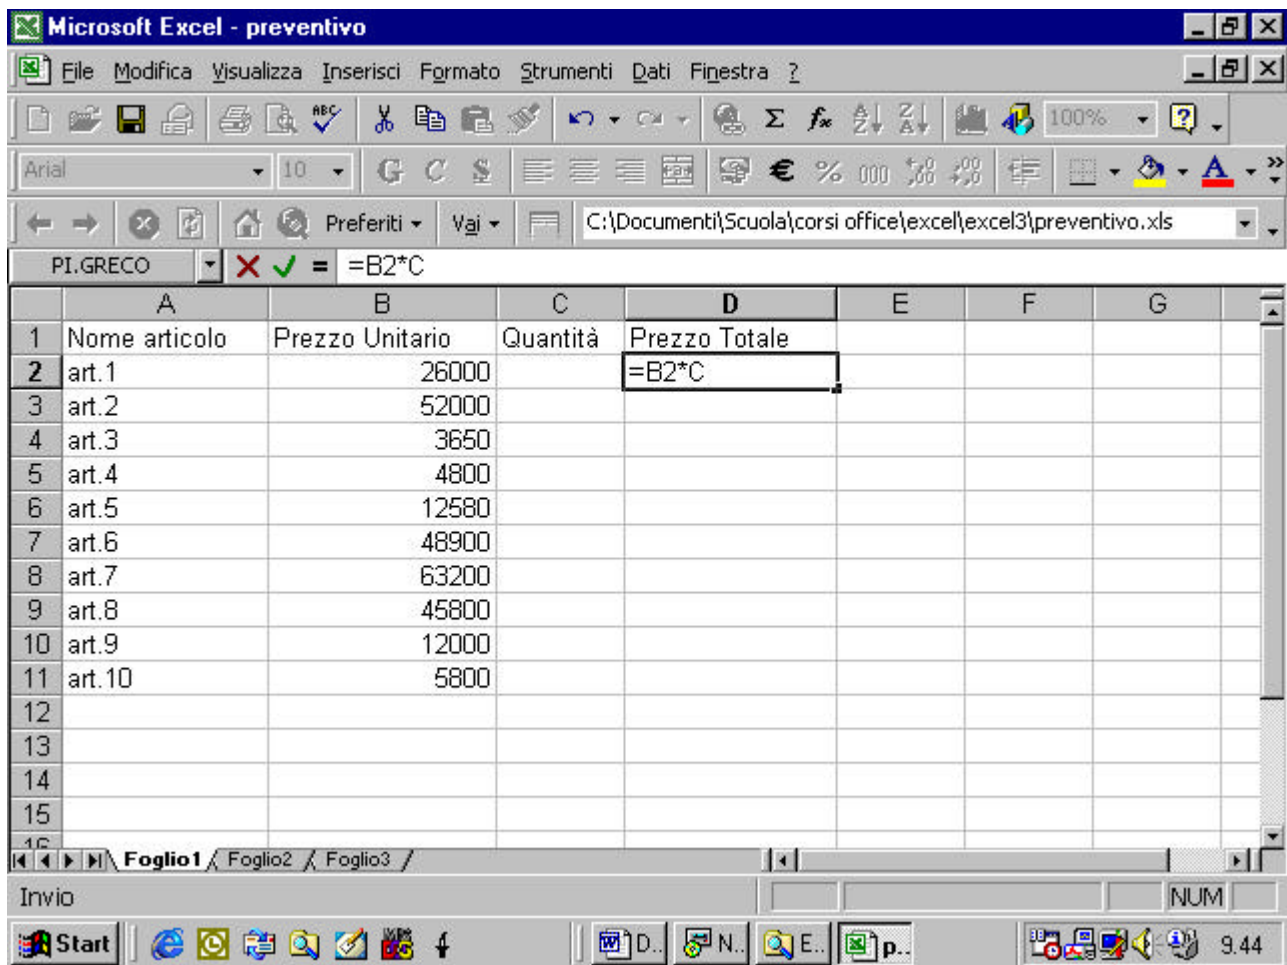 Microsoft Excel - preventivo
File Modifica Visualizza Inserisci Formato Strumenti Dati Finestra ?
ABC Σ fx A Z Z A 100% ?
Arial 10 G C S € % 000 A
Preferiti Vai C:\Documenti\Scuola\corsi office\excel\excel3\preventivo.xls
PI.GRECO = =B2*C
A B C D E F G
1 Nome articolo Prezzo Unitario Quantità Prezzo Totale
2 art.1 26000 =B2*C
3 art.2 52000
4 art.3 3650
5 art.4 4800
6 art.5 12580
7 art.6 48900
8 art.7 63200
9 art.8 45800
10 art.9 12000
11 art.10 5800
12
13
14
15
16
Foglio1 Foglio2 Foglio3
Invio NUM
Start D.. N.. E.. p.. 9.44